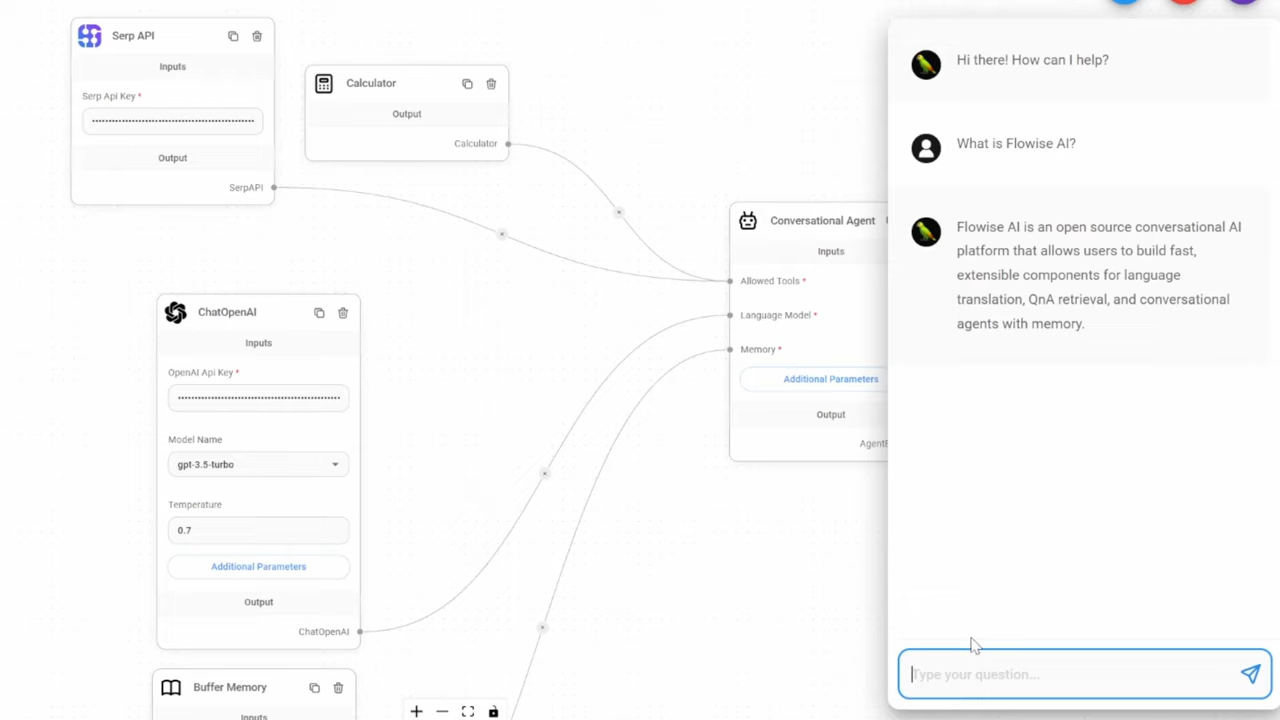 Serp API
Inputs
Serp Api Key *
Output
SerpAPI
Calculator
Output
Calculator
ChatOpenAI
Inputs
OpenAI Api Key *
Model Name
gpt-3.5-turbo
Temperature
0.7
Additional Parameters
Output
ChatOpenAI
Buffer Memory
Inputs
Conversational Agent
Inputs
Allowed Tools *
Language Model *
Memory *
Additional Parameters
Output
Hi there! How can I help?
What is Flowise AI?
Flowise AI is an open source conversational AI
platform that allows users to build fast,
extensible components for language
translation, QnA retrieval, and conversational
agents with memory.
Type your question...